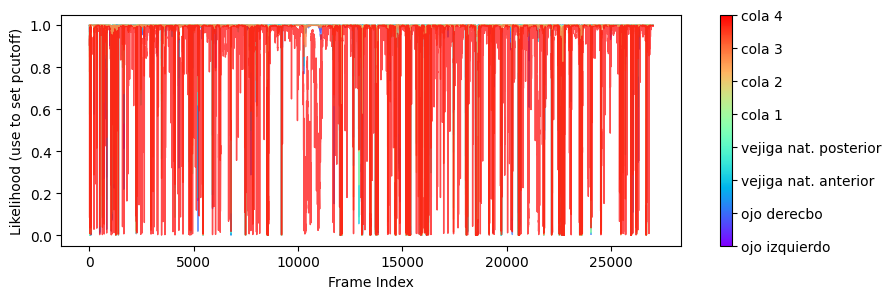 Likelihood (use to set pcutoff)
1.0
0.8
0.6
0.4
0.2
0.0
0
5000
10000
15000
20000
25000
Frame Index
cola 4
cola 3
cola 2
cola 1
vejiga nat. posterior
vejiga nat. anterior
ojo derecbo
ojo izquierdo